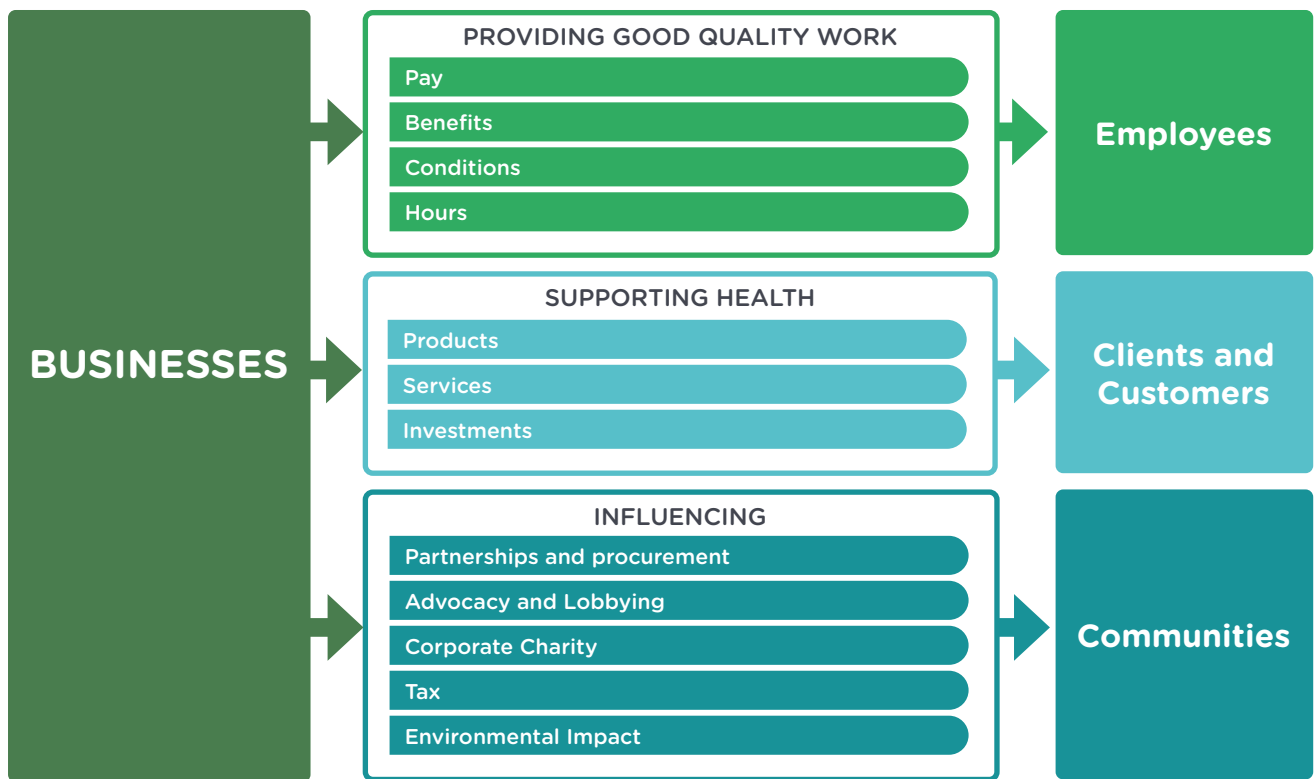 BUSINESSES
PROVIDING GOOD QUALITY WORK
Pay
Benefits
Conditions
Hours
Employees
SUPPORTING HEALTH
Products
Services
Investments
Clients and
Customers
INFLUENCING
Partnerships and procurement
Advocacy and Lobbying
Corporate Charity
Tax
Environmental Impact
Communities